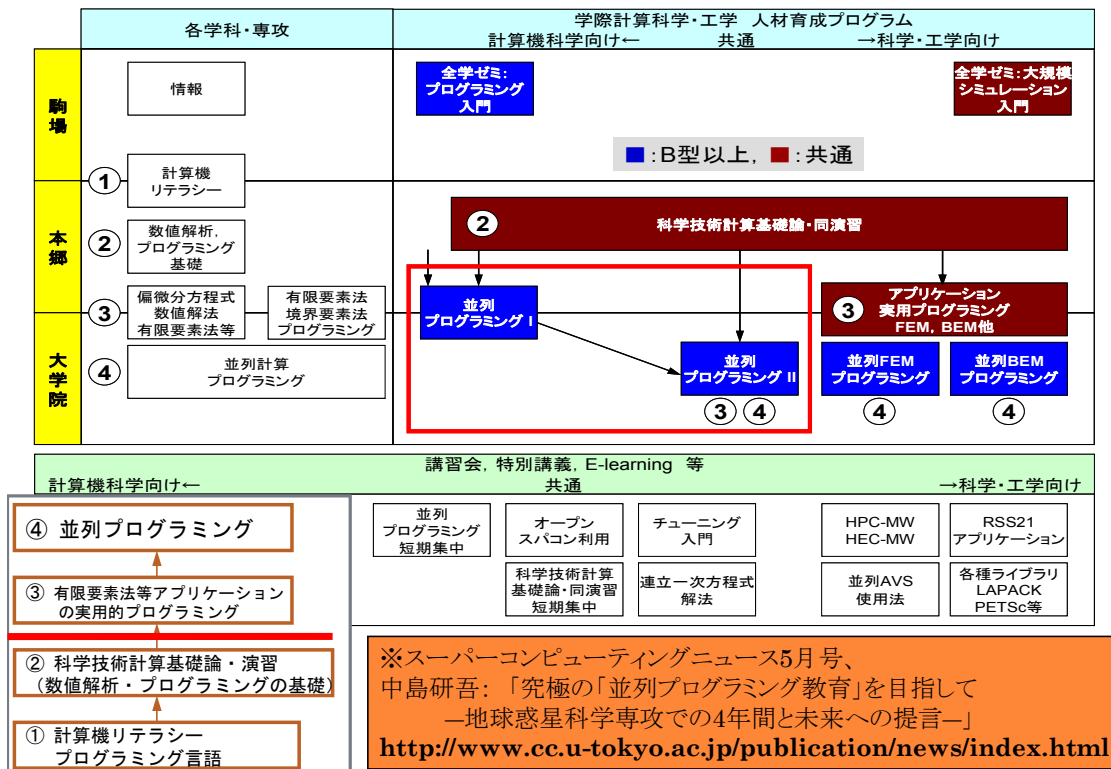 各学科・専攻
学際計算科学・工学 人材育成プログラム
計算機科学向け← 共通 →科学・工学向け
駒場
情報
全学ゼミ:
プログラミング
入門
全学ゼミ:大規模
シミュレーション
入門
■:B型以上, ■:共通
①
計算機
リテラシー
本郷
②
数値解析,
プログラミング
基礎
②
科学技術計算基礎論・同演習
③
偏微分方程式
数値解法
有限要素法等
有限要素法
境界要素法
プログラミング
並列
プログラミング I
③
アプリケーション
実用プログラミング
FEM, BEM他
大学院
④
並列計算
プログラミング
並列
プログラミング II
③ ④
並列FEM
プログラミング
④
並列BEM
プログラミング
④
講習会, 特別講義, E-learning 等
計算機科学向け← 共通 →科学・工学向け
並列
プログラミング
短期集中
オープン
スパコン利用
チューニング
入門
HPC-MW
HEC-MW
RSS21
アプリケーション
科学技術計算
基礎論・同演習
短期集中
連立一次方程式
解法
並列AVS
使用法
各種ライブラリ
LAPACK
PETSc等
④ 並列プログラミング
③ 有限要素法等アプリケーション
の実用的プログラミング
② 科学技術計算基礎論・演習
(数値解析・プログラミングの基礎)
① 計算機リテラシー
プログラミング言語
※スーパーコンピューティングニュース5月号、
中島研吾: 「究極の「並列プログラミング教育」を目指して
—地球惑星科学専攻での4年間と未来への提言—」
http://www.cc.u-tokyo.ac.jp/publication/news/index.html